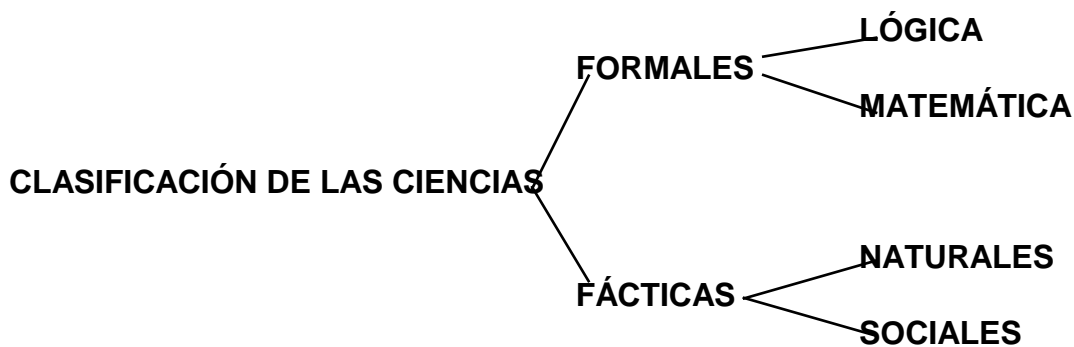 LÓGICA
FORMALES
MATEMÁTICA
CLASIFICACIÓN DE LAS CIENCIAS
NATURALES
FÁCTICAS
SOCIALES